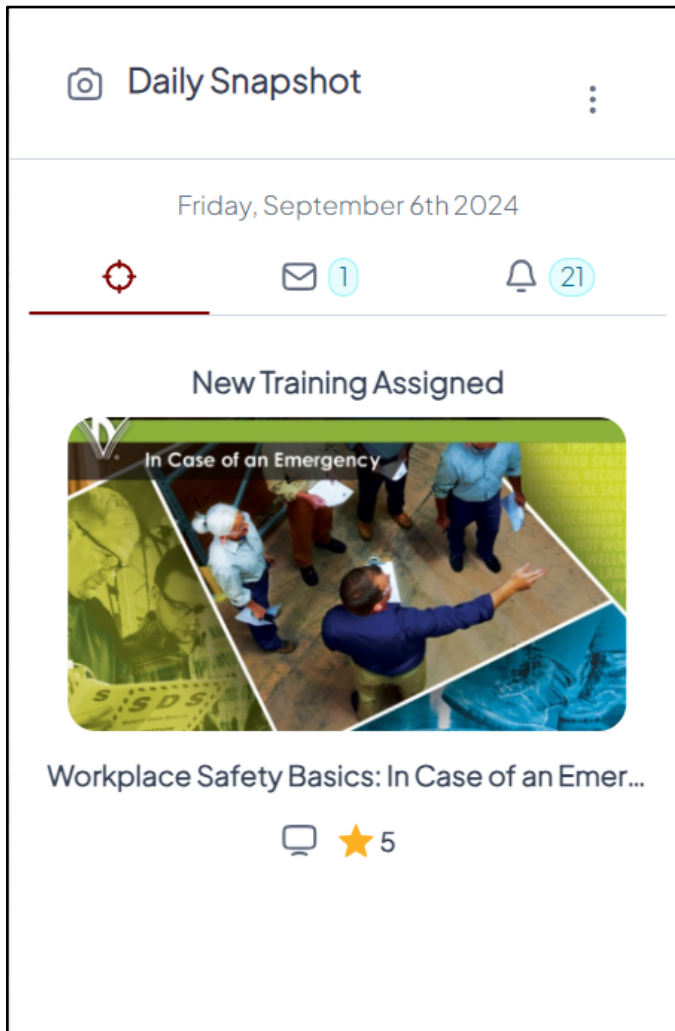 Daily Snapshot
Friday, September 6th 2024
1
21
New Training Assigned
In Case of an Emergency
SDS
Workplace Safety Basics: In Case of an Emer...
5